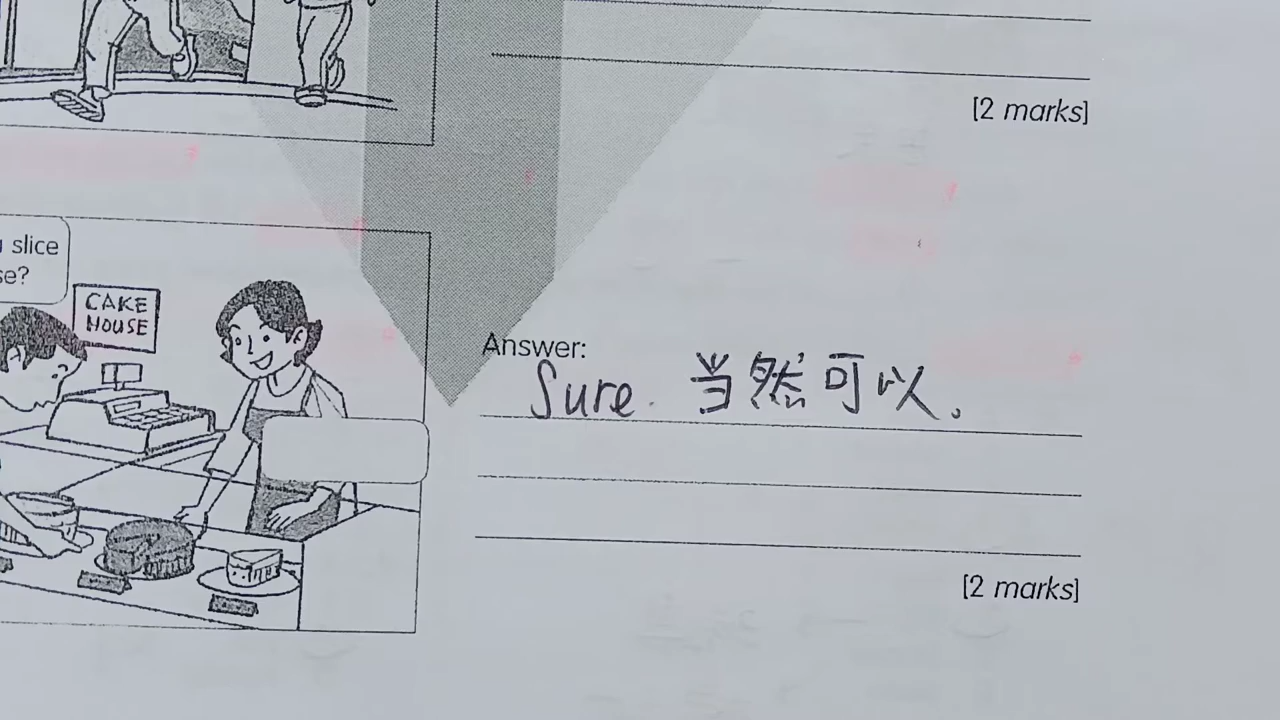 [2 marks]
slice
se?
CAKE
HOUSE
Answer:
Sure. 当然可以。
[2 marks]